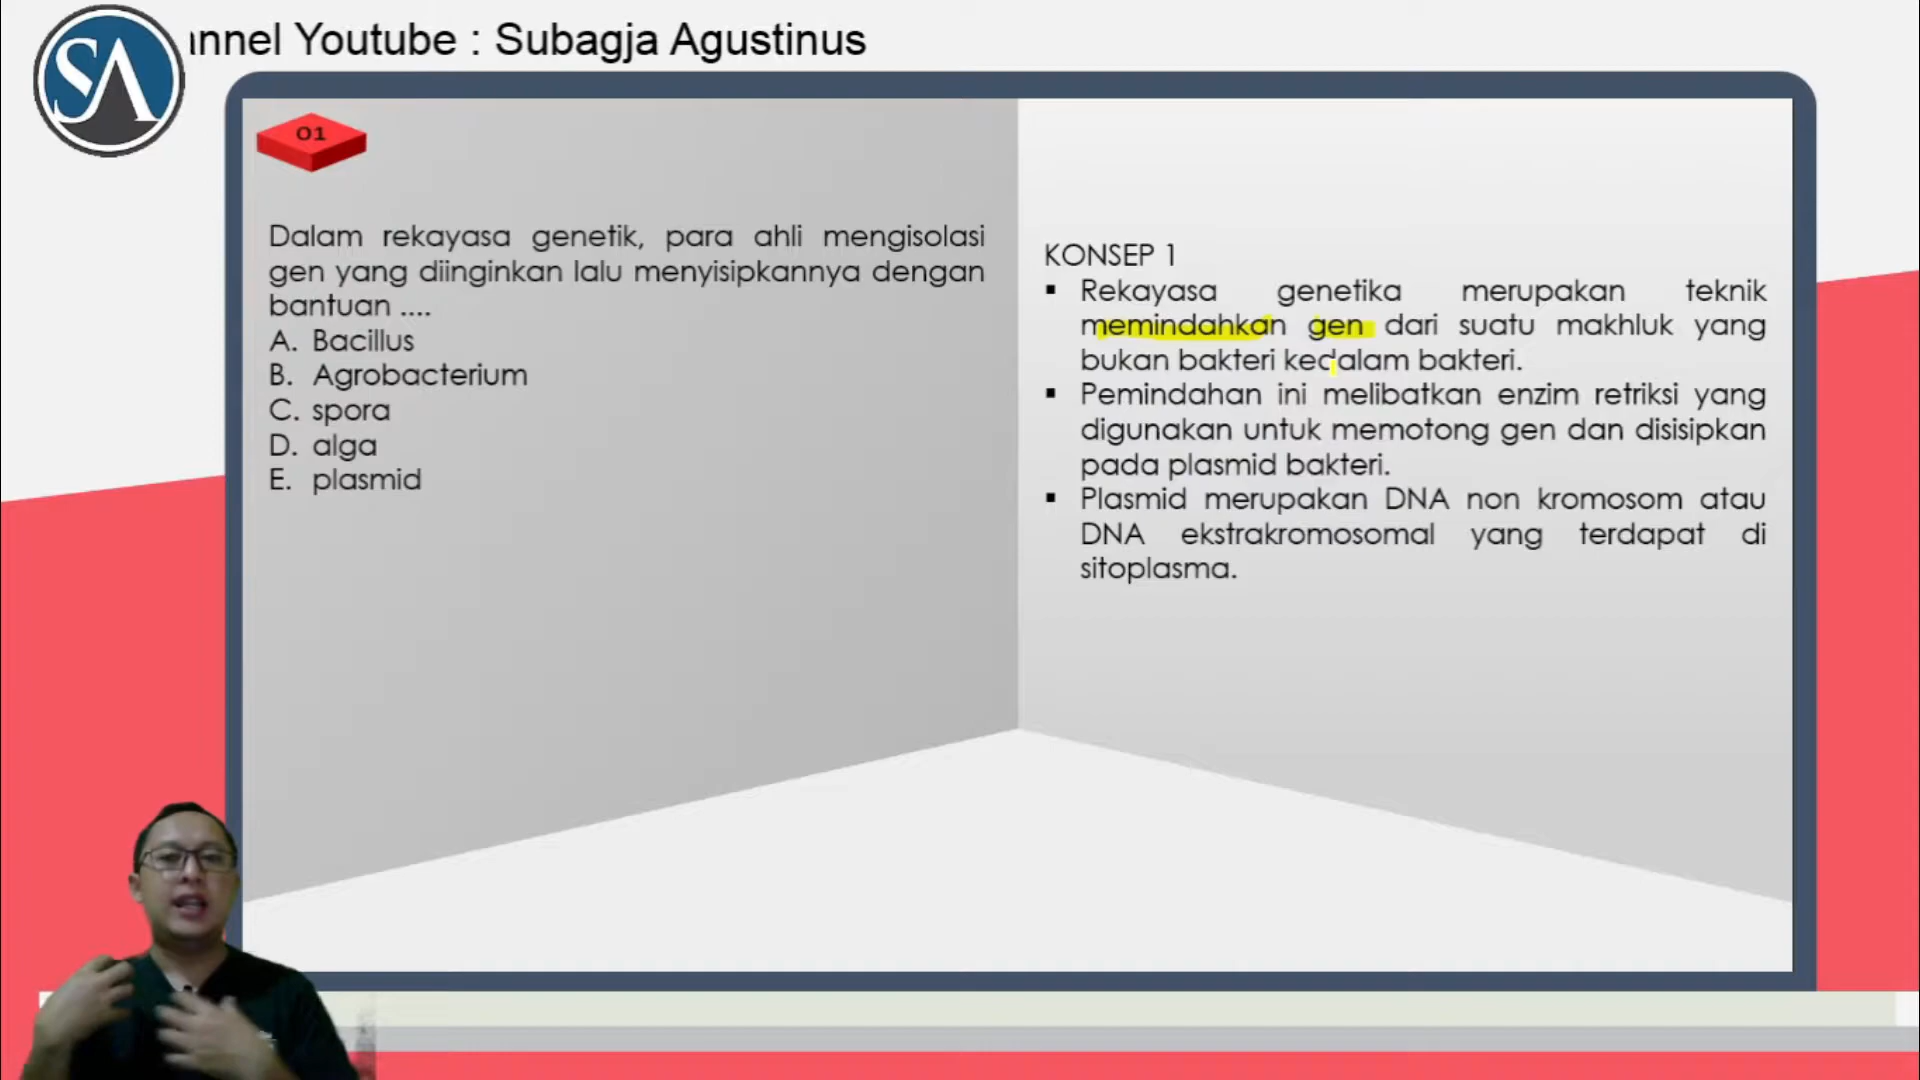 annel Youtube : Subagja Agustinus
SA
01
Dalam rekayasa genetik, para ahli mengisolasi
gen yang diinginkan lalu menyisipkannya dengan
bantuan ....
A. Bacillus
B. Agrobacterium
C. spora
D. alga
E. plasmid
KONSEP 1
▪ Rekayasa genetika merupakan teknik
memindahkan gen dari suatu makhluk yang
bukan bakteri kedalam bakteri.
▪ Pemindahan ini melibatkan enzim retriksi yang
digunakan untuk memotong gen dan disisipkan
pada plasmid bakteri.
▪ Plasmid merupakan DNA non kromosom atau
DNA ekstrakromosomal yang terdapat di
sitoplasma.